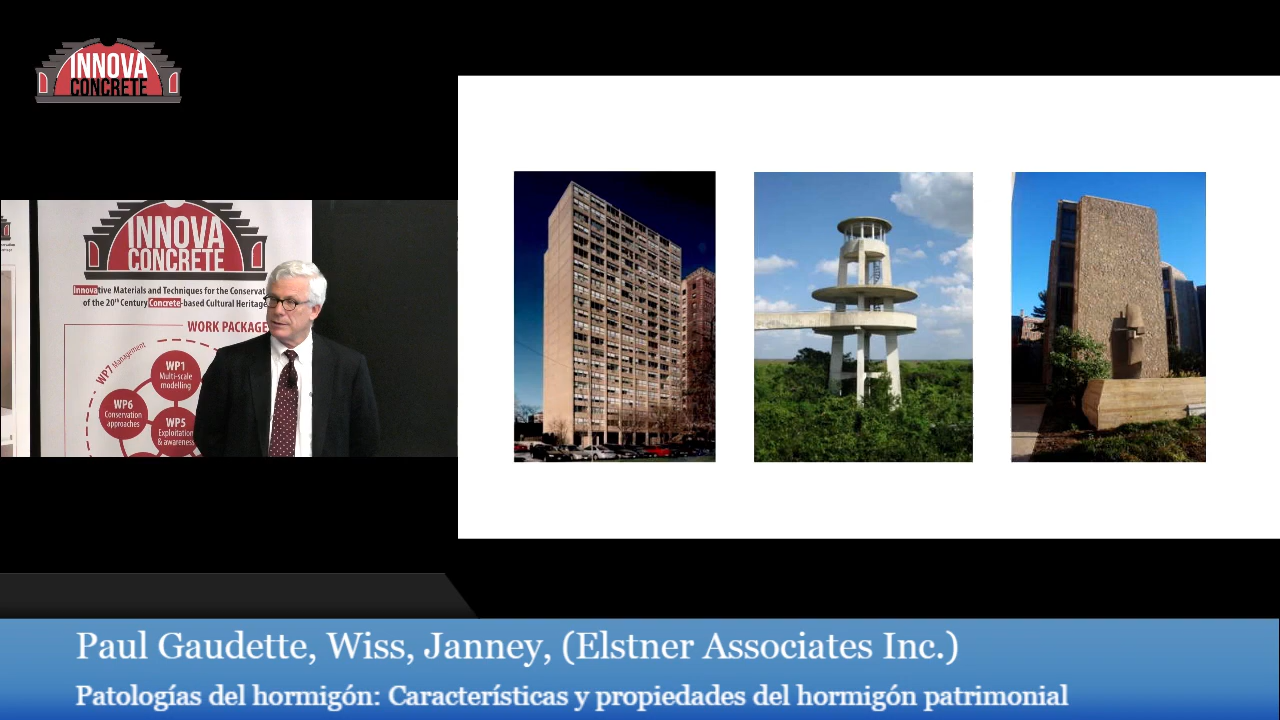 INNOVA
CONCRETE
INNOVA
CONCRETE
Innovative Materials and Techniques for the Conservat
of the 20th Century Concrete-based Cultural Heritage
WORK PACKAGE
WP7 Management
WP1
Multi-scale
modelling
WP6
Conservation
approaches
WP5
Exploitation
& awareness
Paul Gaudette, Wiss, Janney, (Elstner Associates Inc.)
Patologías del hormigón: Características y propiedades del hormigón patrimonial